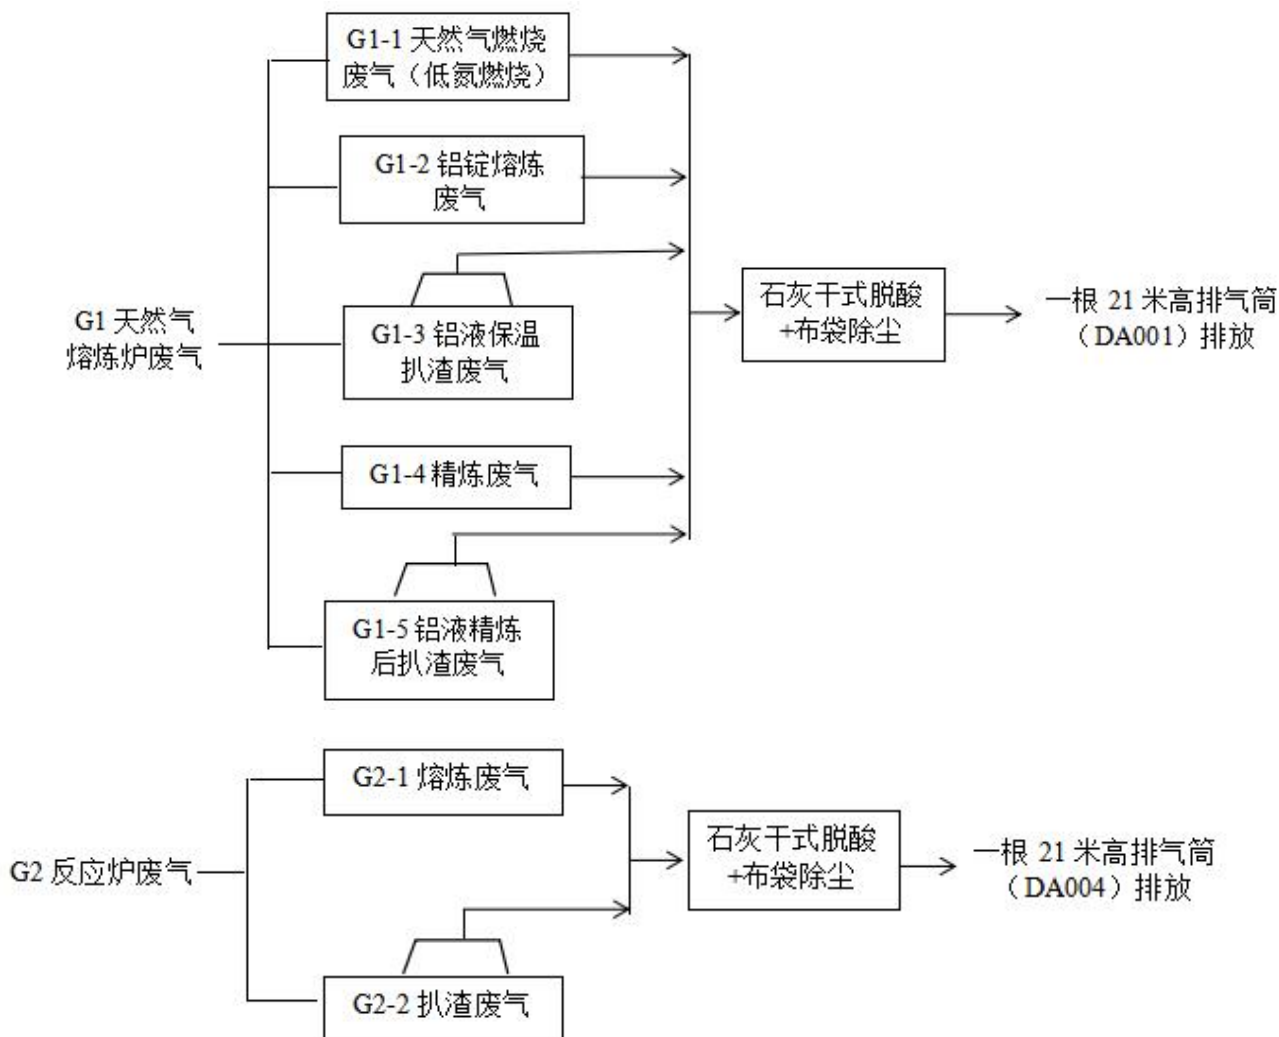 G1-1 天然气燃烧
废气（低氮燃烧）
G1-2 铝锭熔炼
废气
G1 天然气
熔炼炉废气
G1-3 铝液保温
扒渣废气
石灰干式脱酸
+布袋除尘
一根 21 米高排气筒
（DA001）排放
G1-4 精炼废气
G1-5 铝液精炼
后扒渣废气
G2-1 熔炼废气
G2 反应炉废气
石灰干式脱酸
+布袋除尘
一根 21 米高排气筒
（DA004）排放
G2-2 扒渣废气